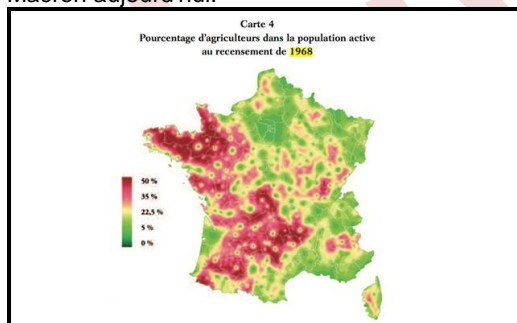 Macron aujourd'hui.
Carte 4
Pourcentage d'agriculteurs dans la population active
au recensement de 1968
50 %
35 %
22,5 %
5 %
0 %